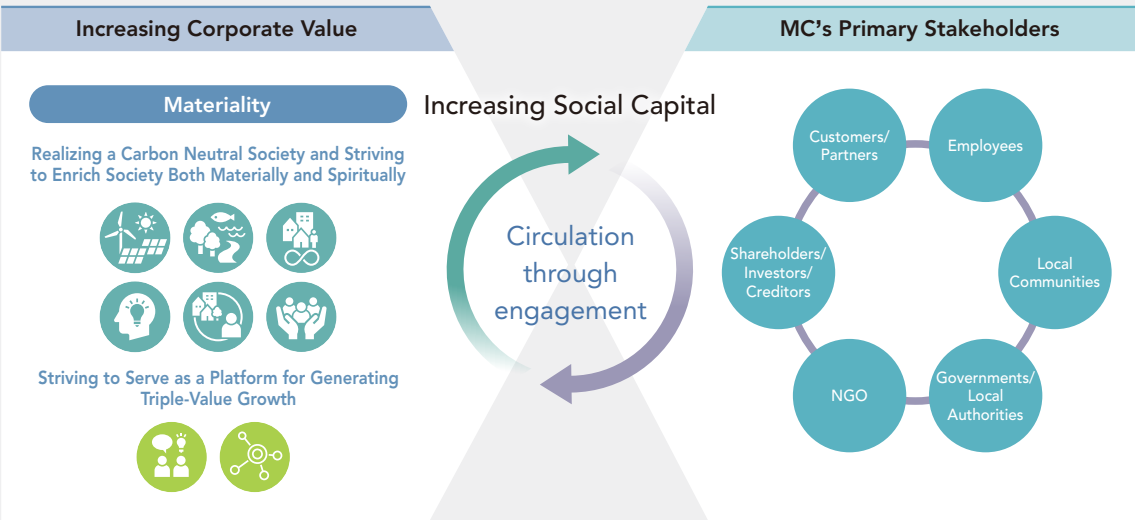 Increasing Corporate Value
MC's Primary Stakeholders
Materiality
Realizing a Carbon Neutral Society and Striving
to Enrich Society Both Materially and Spiritually
Striving to Serve as a Platform for Generating
Triple-Value Growth
Increasing Social Capital
Circulation
through
engagement
Customers/
Partners
Employees
Shareholders/
Investors/
Creditors
Local
Communities
NGO
Governments/
Local
Authorities